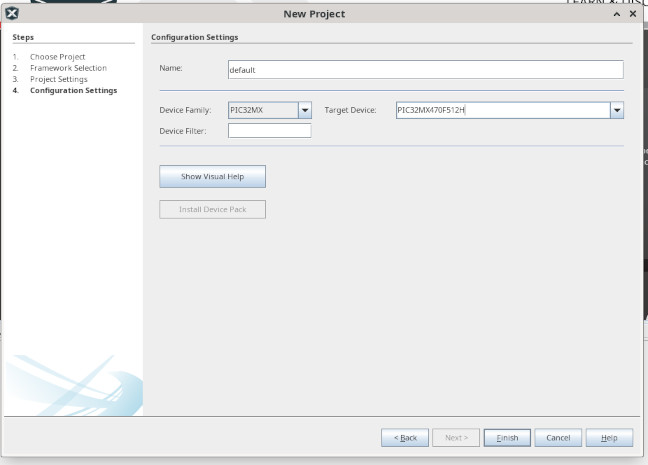 New Project
Steps
1. Choose Project
2. Framework Selection
3. Project Settings
4. Configuration Settings
Configuration Settings
Name: default
Device Family: PIC32MX Target Device: PIC32MX470F512H
Device Filter:
Show Visual Help
Install Device Pack
< Back Next > Finish Cancel Help